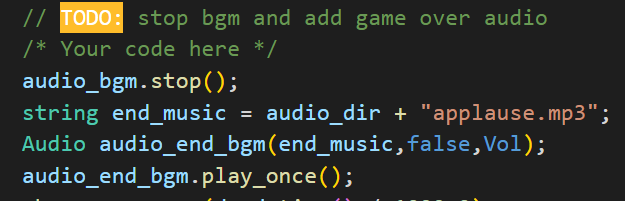 // TODO: stop bgm and add game over audio
/* Your code here */
audio_bgm.stop();
string end_music = audio_dir + "applause.mp3";
Audio audio_end_bgm(end_music,false,Vol);
audio_end_bgm.play_once();